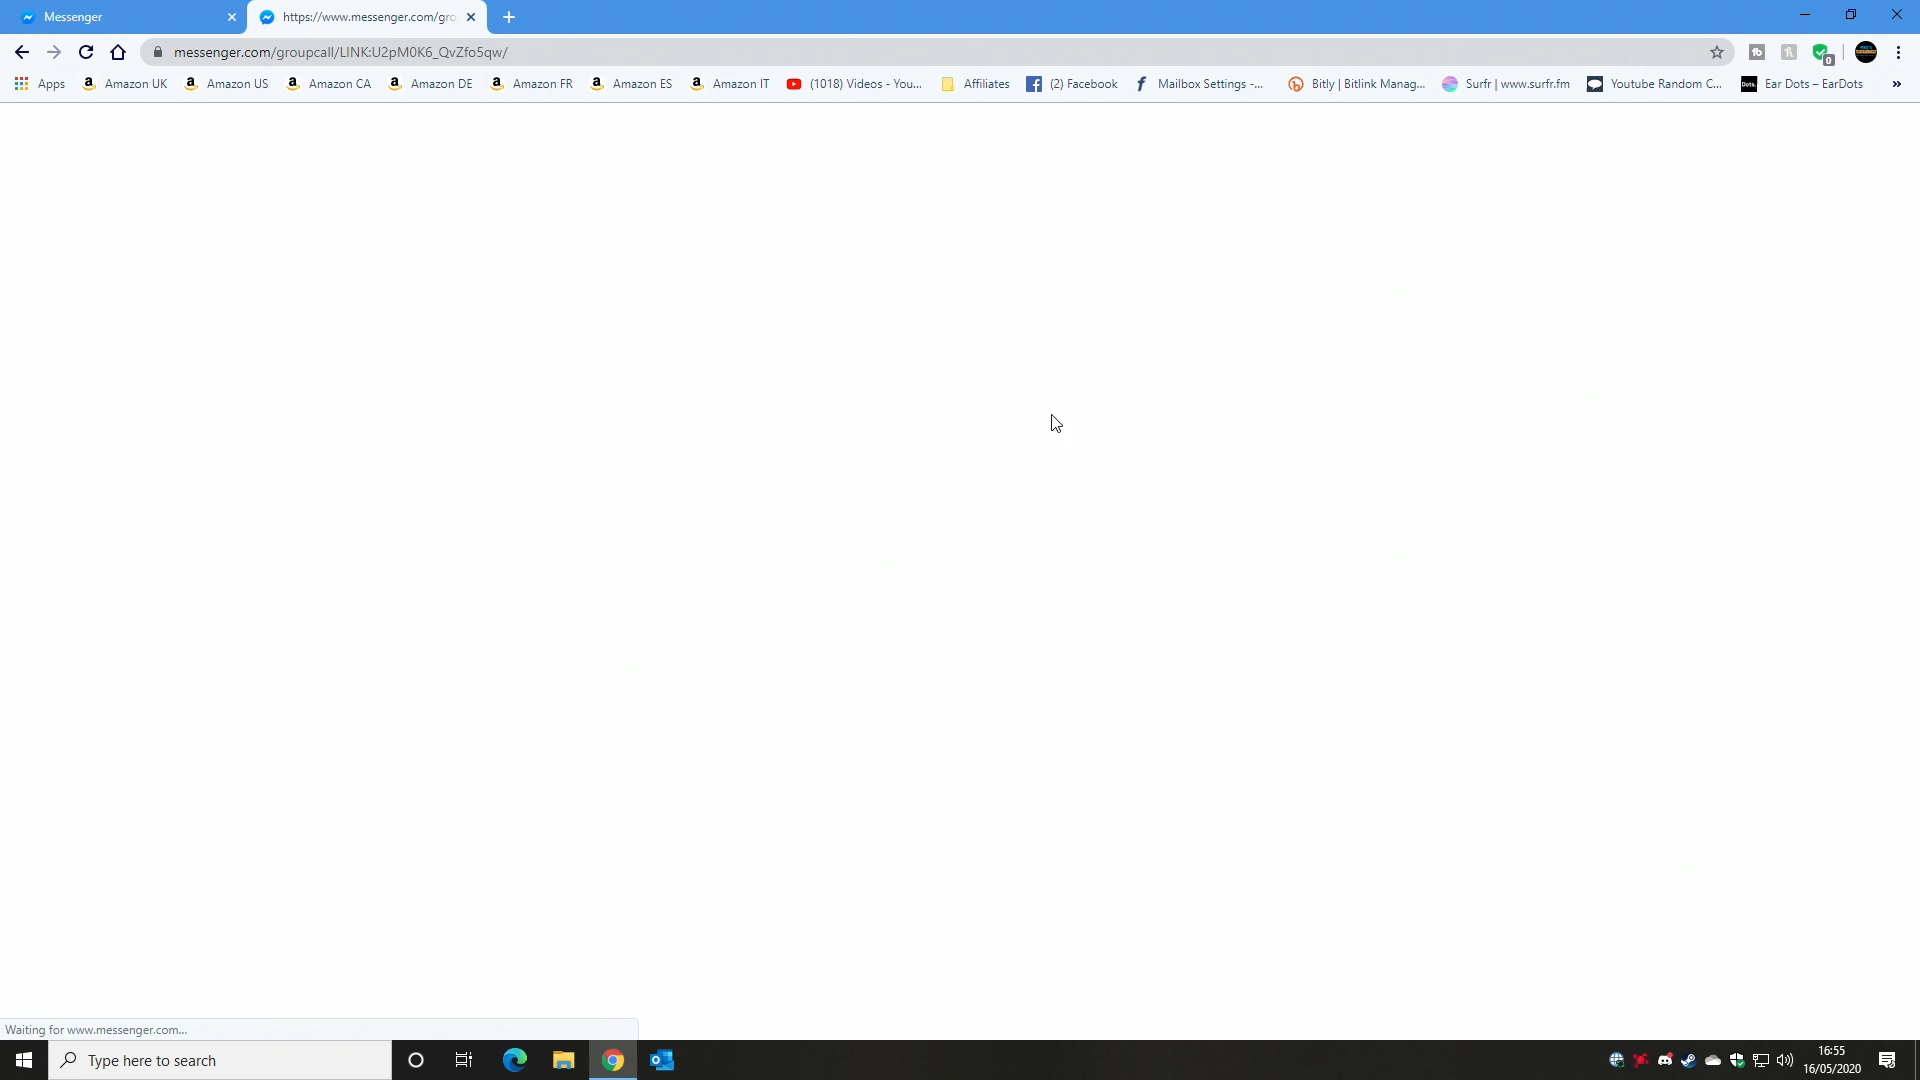 Messenger
https://www.messenger.com/gro
messenger.com/groupcall/LINK:U2pM0K6_QvZfo5qw/
Apps
Amazon UK
Amazon US
Amazon CA
Amazon DE
Amazon FR
Amazon ES
Amazon IT
(1018) Videos - You...
Affiliates
(2) Facebook
Mailbox Settings -...
Bitly | Bitlink Manag...
Surfr | www.surfr.fm
Youtube Random C...
Ear Dots – EarDots
Waiting for www.messenger.com...
Type here to search
16:55
16/05/2020